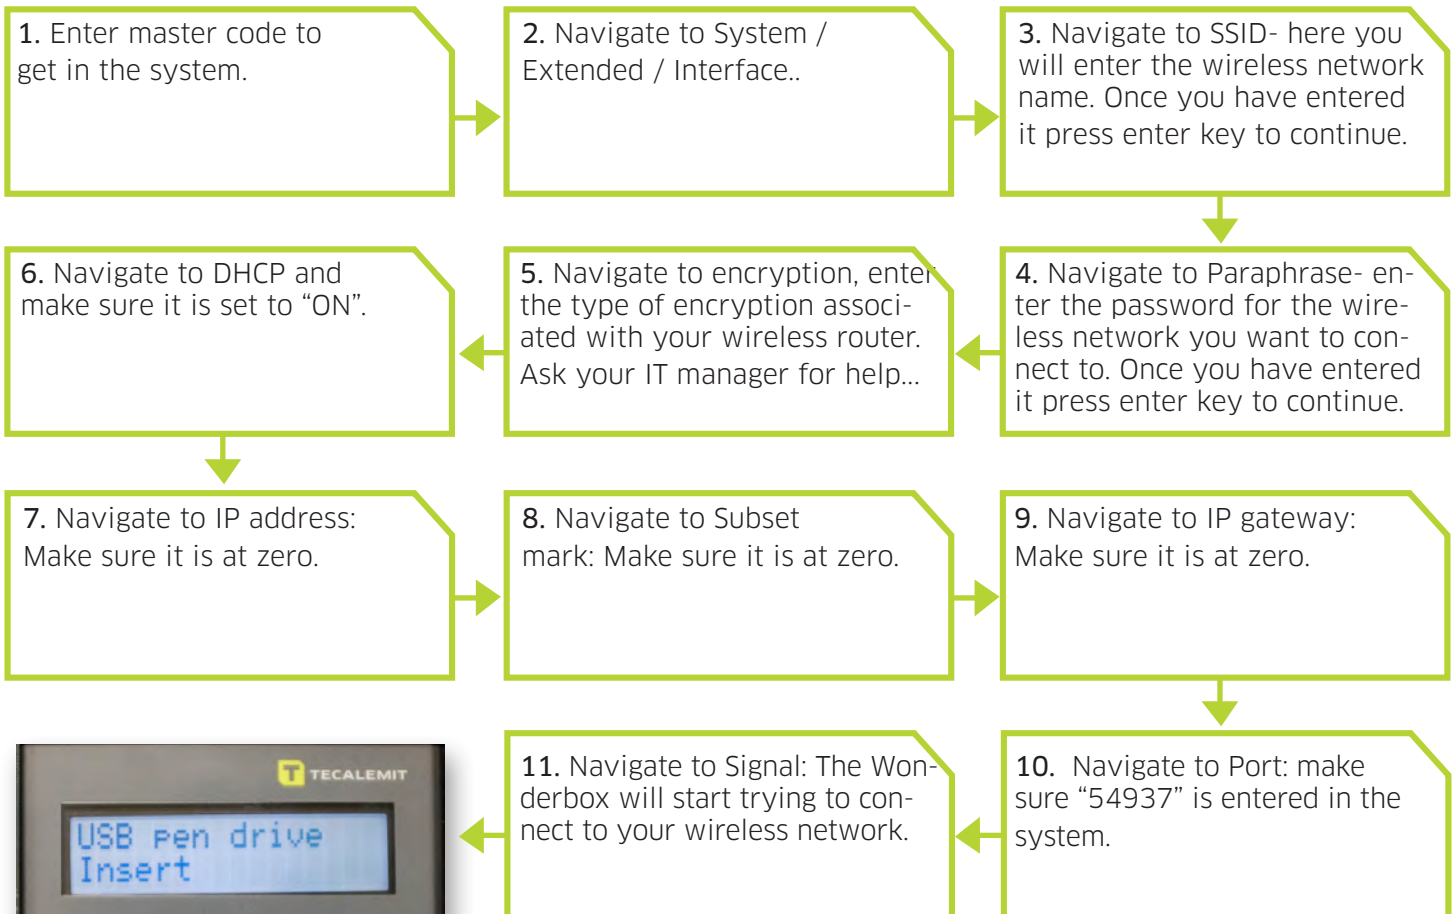 1. Enter master code to
get in the system.
2. Navigate to System /
Extended / Interface..
3. Navigate to SSID- here you
will enter the wireless network
name. Once you have entered
it press enter key to continue.
4. Navigate to Paraphrase- en-
ter the password for the wire-
less network you want to con-
nect to. Once you have entered
it press enter key to continue.
5. Navigate to encryption, enter
the type of encryption associ-
ated with your wireless router.
Ask your IT manager for help...
6. Navigate to DHCP and
make sure it is set to “ON”.
7. Navigate to IP address:
Make sure it is at zero.
8. Navigate to Subset
mark: Make sure it is at zero.
9. Navigate to IP gateway:
Make sure it is at zero.
10. Navigate to Port: make
sure “54937” is entered in the
system.
11. Navigate to Signal: The Won-
derbox will start trying to con-
nect to your wireless network.
T TECALEMIT
USB pen drive
Insert